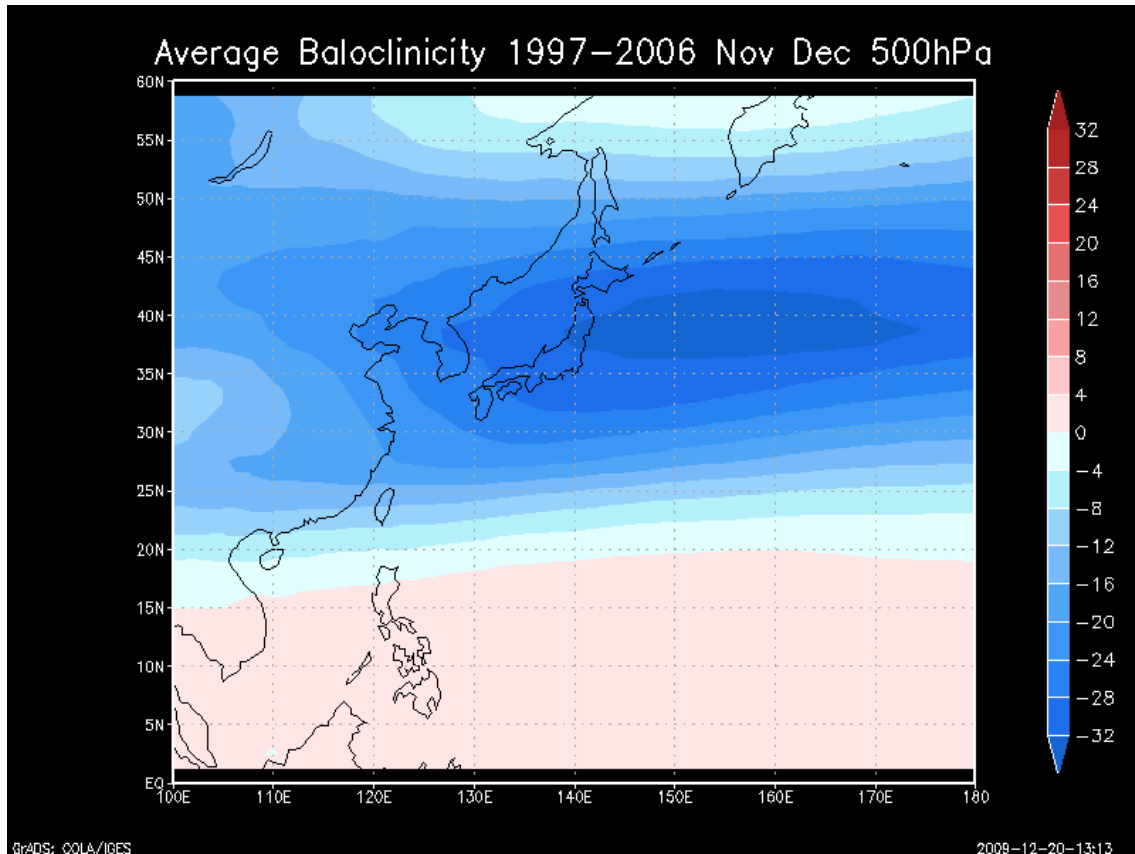 Average Baloclinicity 1997−2006 Nov Dec 500hPa
60N
55N
50N
45N
40N
35N
30N
25N
20N
15N
10N
5N
EQ
100E 110E 120E 130E 140E 150E 160E 170E 180
32
28
24
20
16
12
8
4
0
−4
−8
−12
−16
−20
−24
−28
−32
GrADS: COLA/IGES
2009−12−20−13:13